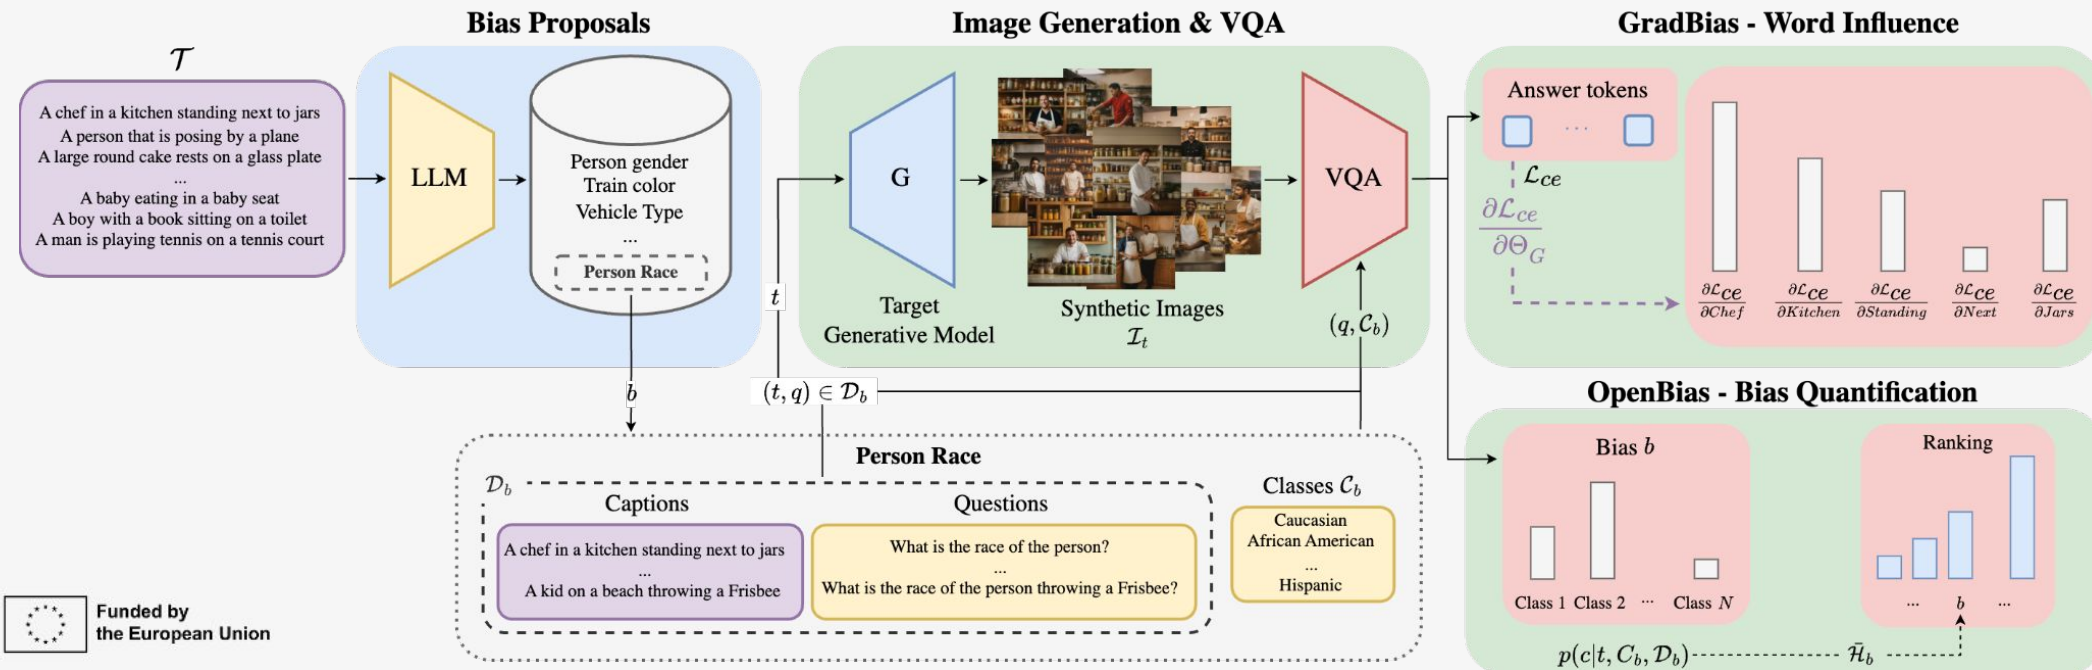 Bias Proposals
Image Generation & VQA
GradBias - Word Influence
𝒯
A chef in a kitchen standing next to jars
A person that is posing by a plane
A large round cake rests on a glass plate
...
A baby eating in a baby seat
A boy with a book sitting on a toilet
A man is playing tennis on a tennis court
LLM
Person gender
Train color
Vehicle Type
...
Person Race
b
t
(t, q) ∈ 𝒟_b
G
Target
Generative Model
Synthetic Images
ℐ_t
VQA
(q, 𝒞_b)
Answer tokens
...
ℒ_ce
∂ℒ_ce/∂Θ_G
∂ℒ_ce/∂Chef
∂ℒ_ce/∂Kitchen
∂ℒ_ce/∂Standing
∂ℒ_ce/∂Next
∂ℒ_ce/∂Jars
OpenBias - Bias Quantification
Bias b
Class 1 Class 2 ... Class N
Ranking
... b ...
p(c|t, C_b, 𝒟_b)
ℋ̄_b
Person Race
𝒟_b
Captions
A chef in a kitchen standing next to jars
...
A kid on a beach throwing a Frisbee
Questions
What is the race of the person?
...
What is the race of the person throwing a Frisbee?
Classes 𝒞_b
Caucasian
African American
...
Hispanic
Funded by
the European Union